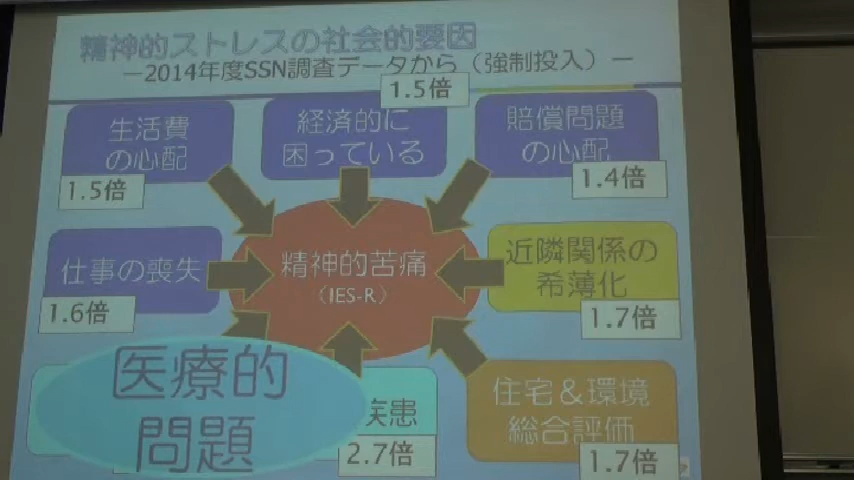 精神的ストレスの社会的要因
ー2014年度SSN調査データから（強制投入）ー
生活費
の心配
1.5倍
経済的に
困っている
1.5倍
賠償問題
の心配
1.4倍
仕事の喪失
1.6倍
精神的苦痛
（IES-R）
近隣関係の
希薄化
1.7倍
医療的
問題
疾患
2.7倍
住宅＆環境
総合評価
1.7倍